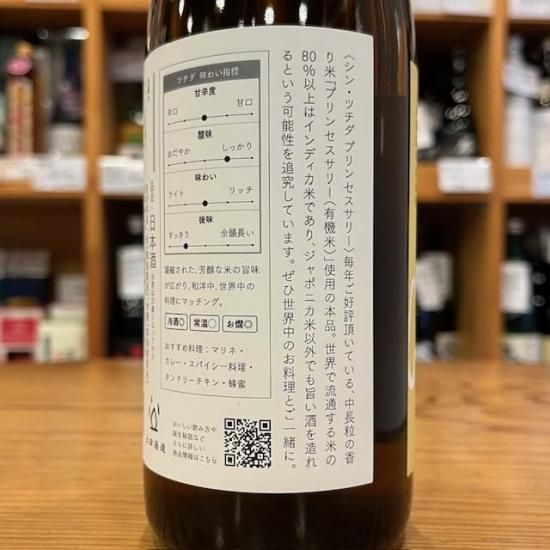 〈シン・ツチダ プリンセスサリー〉毎年ご好評頂いている、中長粒の香
り米「プリンセスサリー(有機米)」使用の本品。世界で流通する米の
80%以上はインディカ米であり、ジャポニカ米以外でも旨い酒を造れ
るという可能性を追究しています。ぜひ世界中のお料理とご一緒に。
ツチダ 味わい指標
甘辛度
辛口 甘口
酸味
おだやか しっかり
味わい
ライト リッチ
後味
すっきり 余韻長い
凝縮された、芳醇な米の旨味
が広がり、和洋中、世界中の
料理にマッチング。
冷酒◎ 常温○ お燗◎
おすすめ料理:マリネ・
カレー・スパイシー料理・
タンドリーチキン・蜂蜜
おいしい飲み方や
誕生秘話など
さらに詳しい
商品情報はこちら
日本酒
土田酒造